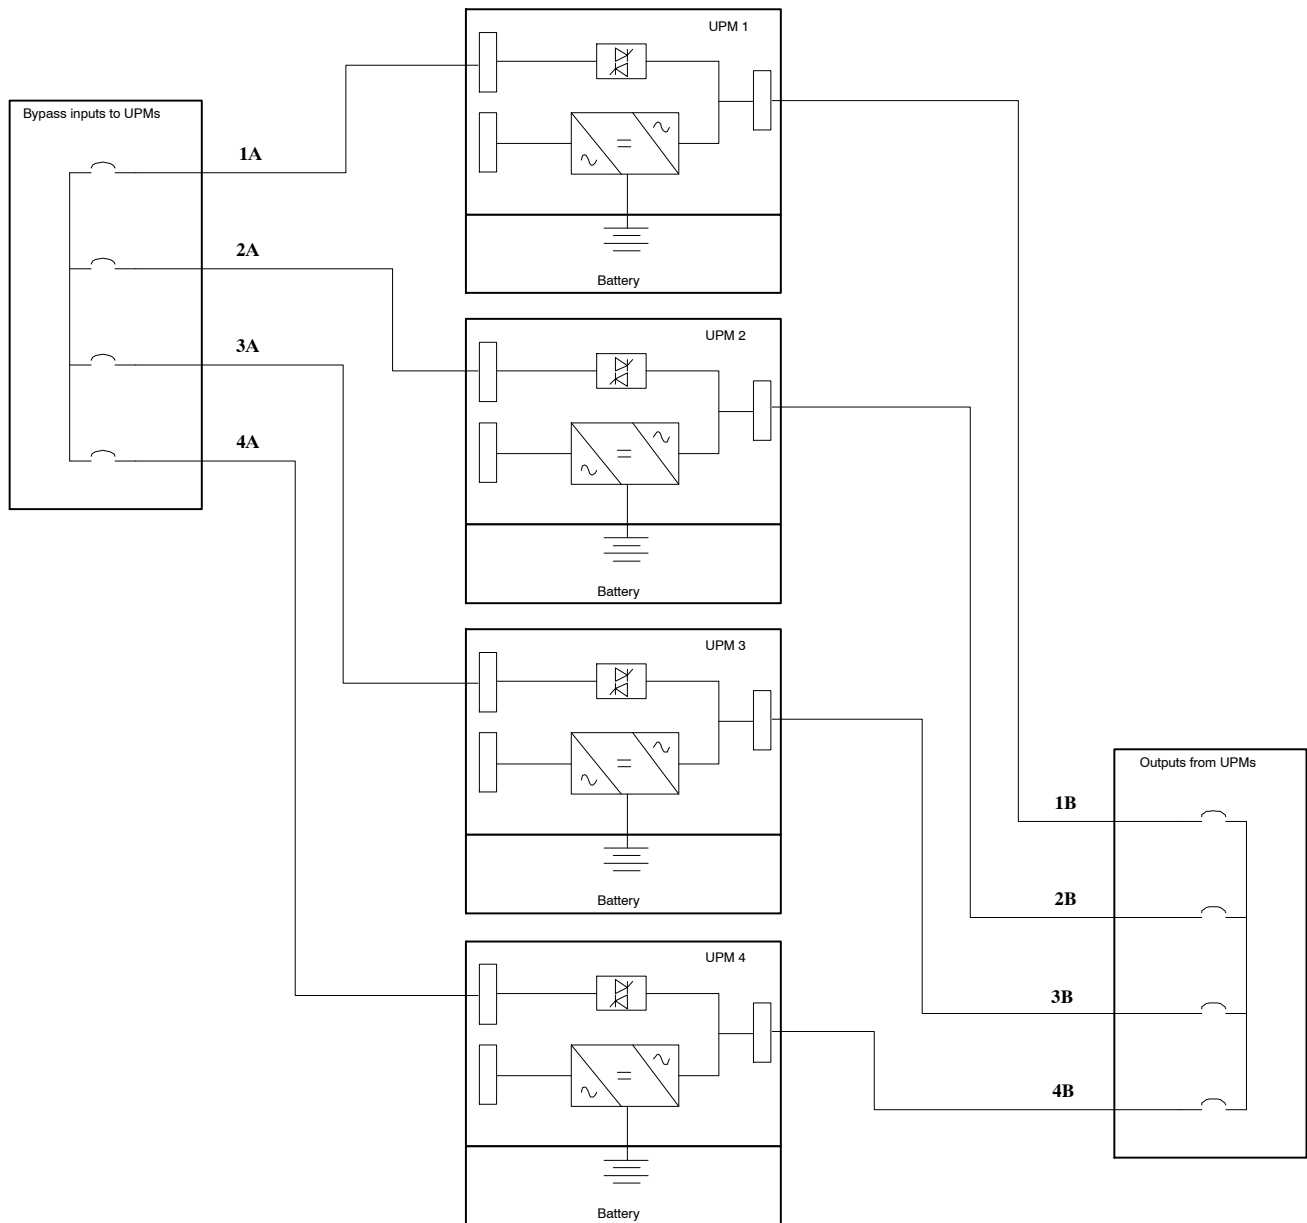 UPM 1
Bypass inputs to UPMs
1A
2A
3A
4A
Battery
UPM 2
Battery
UPM 3
Battery
Outputs from UPMs
1B
2B
3B
4B
UPM 4
Battery